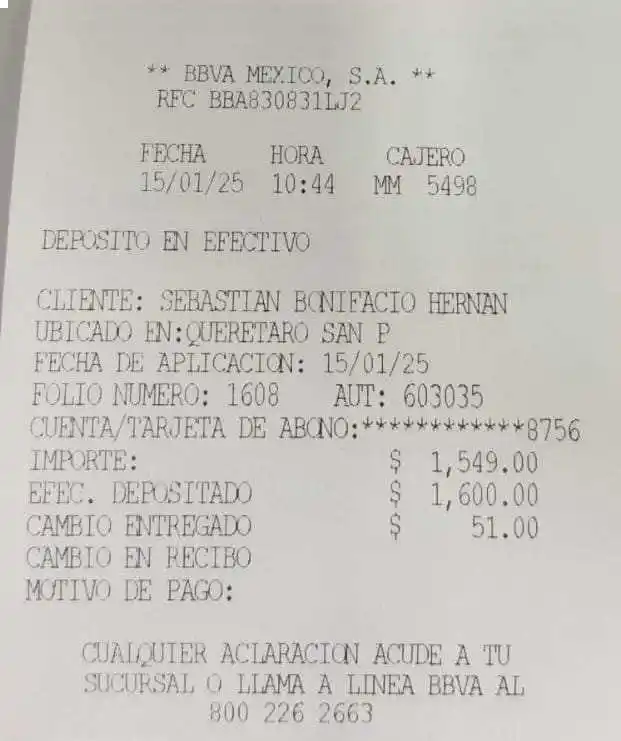 ** BBVA MEXICO, S.A. **
RFC BBA830831LJ2
FECHA HORA CAJERO
15/01/25 10:44 MM 5498
DEPOSITO EN EFECTIVO
CLIENTE: SEBASTIAN BONIFACIO HERNAN
UBICADO EN:QUERETARO SAN P
FECHA DE APLICACION: 15/01/25
FOLIO NUMERO: 1608 AUT: 603035
CUENTA/TARJETA DE ABONO:************8756
IMPORTE: $ 1,549.00
EFEC. DEPOSITADO $ 1,600.00
CAMBIO ENTREGADO $ 51.00
CAMBIO EN RECIBO
MOTIVO DE PAGO:
CUALQUIER ACLARACION ACUDE A TU
SUCURSAL O LLAMA A LINEA BBVA AL
800 226 2663